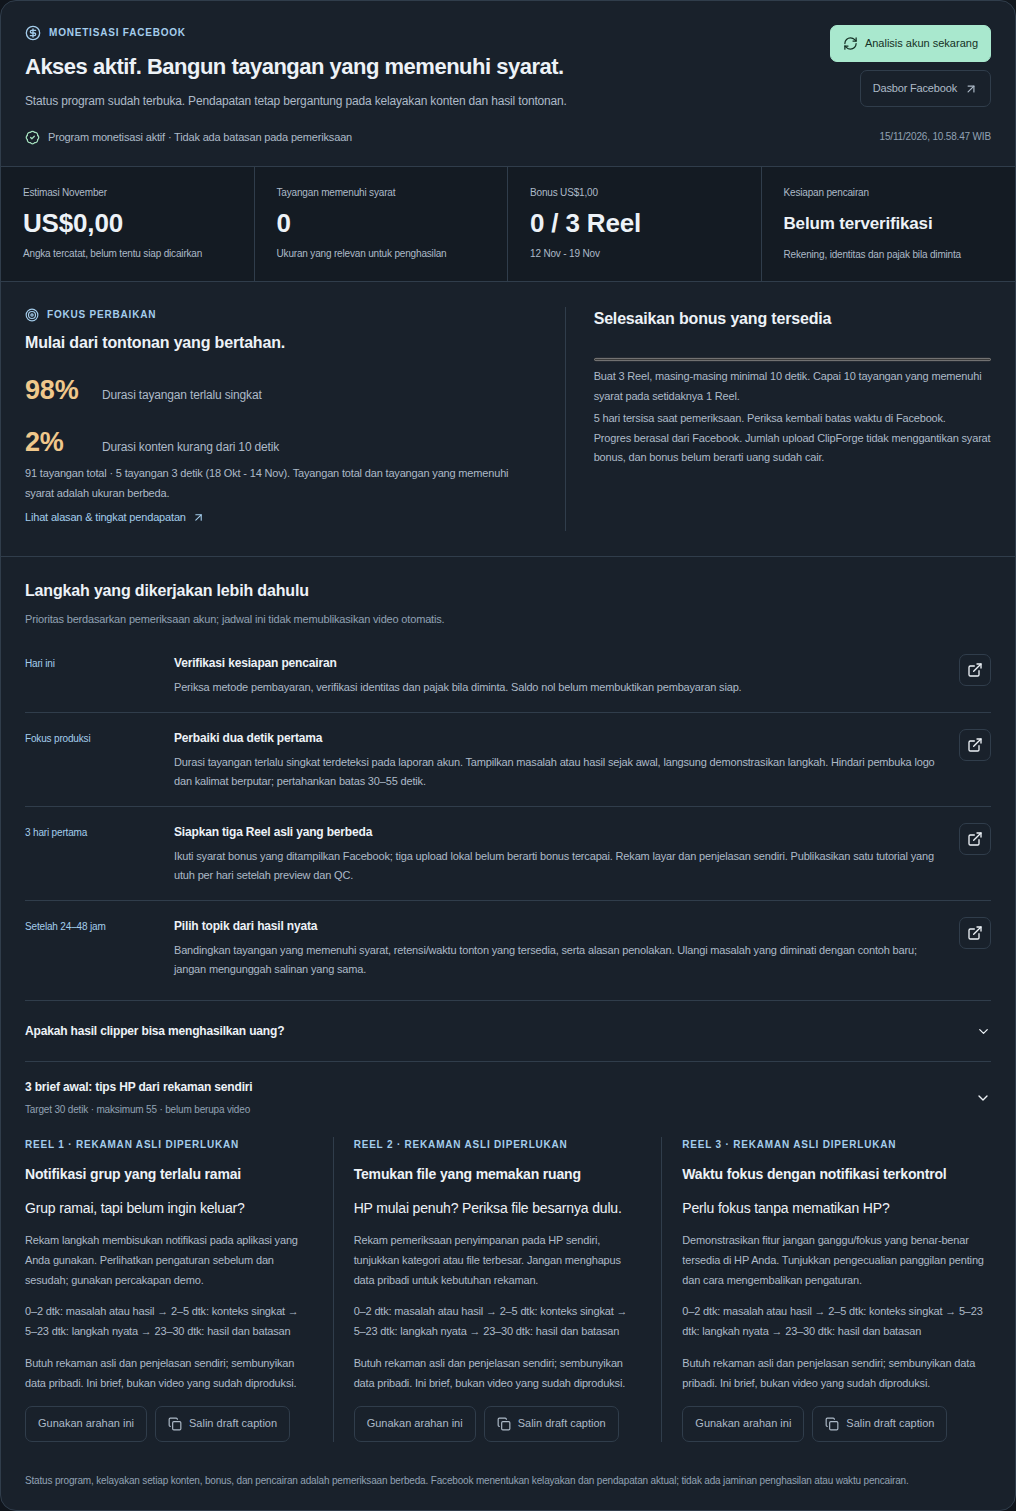 MONETISASI FACEBOOK
Analisis akun sekarang
Akses aktif. Bangun tayangan yang memenuhi syarat.
Dasbor Facebook
Status program sudah terbuka. Pendapatan tetap bergantung pada kelayakan konten dan hasil tontonan.
Program monetisasi aktif · Tidak ada batasan pada pemeriksaan
15/11/2026, 10.58.47 WIB
Estimasi November
US$0,00
Angka tercatat, belum tentu siap dicairkan
Tayangan memenuhi syarat
0
Ukuran yang relevan untuk penghasilan
Bonus US$1,00
0 / 3 Reel
12 Nov - 19 Nov
Kesiapan pencairan
Belum terverifikasi
Rekening, identitas dan pajak bila diminta
FOKUS PERBAIKAN
Mulai dari tontonan yang bertahan.
98% Durasi tayangan terlalu singkat
2% Durasi konten kurang dari 10 detik
91 tayangan total · 5 tayangan 3 detik (18 Okt - 14 Nov). Tayangan total dan tayangan yang memenuhi
syarat adalah ukuran berbeda.
Lihat alasan & tingkat pendapatan
Selesaikan bonus yang tersedia
Buat 3 Reel, masing-masing minimal 10 detik. Capai 10 tayangan yang memenuhi
syarat pada setidaknya 1 Reel.
5 hari tersisa saat pemeriksaan. Periksa kembali batas waktu di Facebook.
Progres berasal dari Facebook. Jumlah upload ClipForge tidak menggantikan syarat
bonus, dan bonus belum berarti uang sudah cair.
Langkah yang dikerjakan lebih dahulu
Prioritas berdasarkan pemeriksaan akun; jadwal ini tidak memublikasikan video otomatis.
Hari ini
Verifikasi kesiapan pencairan
Periksa metode pembayaran, verifikasi identitas dan pajak bila diminta. Saldo nol belum membuktikan pembayaran siap.
Fokus produksi
Perbaiki dua detik pertama
Durasi tayangan terlalu singkat terdeteksi pada laporan akun. Tampilkan masalah atau hasil sejak awal, langsung demonstrasikan langkah. Hindari pembuka logo
dan kalimat berputar; pertahankan batas 30–55 detik.
3 hari pertama
Siapkan tiga Reel asli yang berbeda
Ikuti syarat bonus yang ditampilkan Facebook; tiga upload lokal belum berarti bonus tercapai. Rekam layar dan penjelasan sendiri. Publikasikan satu tutorial yang
utuh per hari setelah preview dan QC.
Setelah 24–48 jam
Pilih topik dari hasil nyata
Bandingkan tayangan yang memenuhi syarat, retensi/waktu tonton yang tersedia, serta alasan penolakan. Ulangi masalah yang diminati dengan contoh baru;
jangan mengunggah salinan yang sama.
Apakah hasil clipper bisa menghasilkan uang?
3 brief awal: tips HP dari rekaman sendiri
Target 30 detik · maksimum 55 · belum berupa video
REEL 1 · REKAMAN ASLI DIPERLUKAN
Notifikasi grup yang terlalu ramai
Grup ramai, tapi belum ingin keluar?
Rekam langkah membisukan notifikasi pada aplikasi yang
Anda gunakan. Perlihatkan pengaturan sebelum dan
sesudah; gunakan percakapan demo.
0–2 dtk: masalah atau hasil → 2–5 dtk: konteks singkat →
5–23 dtk: langkah nyata → 23–30 dtk: hasil dan batasan
Butuh rekaman asli dan penjelasan sendiri; sembunyikan
data pribadi. Ini brief, bukan video yang sudah diproduksi.
Gunakan arahan ini
Salin draft caption
REEL 2 · REKAMAN ASLI DIPERLUKAN
Temukan file yang memakan ruang
HP mulai penuh? Periksa file besarnya dulu.
Rekam pemeriksaan penyimpanan pada HP sendiri,
tunjukkan kategori atau file terbesar. Jangan menghapus
data pribadi untuk kebutuhan rekaman.
0–2 dtk: masalah atau hasil → 2–5 dtk: konteks singkat →
5–23 dtk: langkah nyata → 23–30 dtk: hasil dan batasan
Butuh rekaman asli dan penjelasan sendiri; sembunyikan
data pribadi. Ini brief, bukan video yang sudah diproduksi.
Gunakan arahan ini
Salin draft caption
REEL 3 · REKAMAN ASLI DIPERLUKAN
Waktu fokus dengan notifikasi terkontrol
Perlu fokus tanpa mematikan HP?
Demonstrasikan fitur jangan ganggu/fokus yang benar-benar
tersedia di HP Anda. Tunjukkan pengecualian panggilan penting
dan cara mengembalikan pengaturan.
0–2 dtk: masalah atau hasil → 2–5 dtk: konteks singkat → 5–23
dtk: langkah nyata → 23–30 dtk: hasil dan batasan
Butuh rekaman asli dan penjelasan sendiri; sembunyikan data
pribadi. Ini brief, bukan video yang sudah diproduksi.
Gunakan arahan ini
Salin draft caption
Status program, kelayakan setiap konten, bonus, dan pencairan adalah pemeriksaan berbeda. Facebook menentukan kelayakan dan pendapatan aktual; tidak ada jaminan penghasilan atau waktu pencairan.